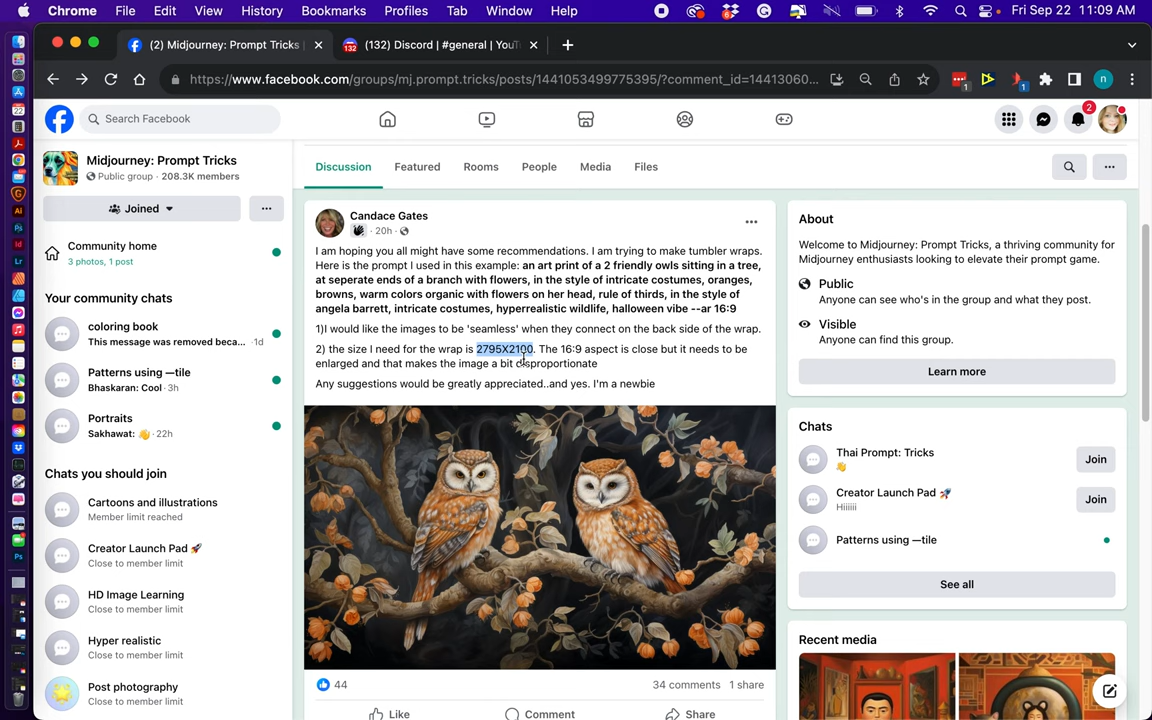 Chrome File Edit View History Bookmarks Profiles Tab Window Help Fri Sep 22 11:09 AM
(2) Midjourney: Prompt Tricks
(132) Discord | #general | You
https://www.facebook.com/groups/mj.prompt.tricks/posts/1441053499775395/?comment_id=14413060...
Search Facebook
2
Midjourney: Prompt Tricks
Public group · 208.3K members
Joined
Community home
3 photos, 1 post
Your community chats
coloring book
This message was removed beca... · 1d
Patterns using —tile
Bhaskaran: Cool · 3h
Portraits
Sakhawat: 👋 · 22h
Chats you should join
Cartoons and illustrations
Member limit reached
Creator Launch Pad 🚀
Close to member limit
HD Image Learning
Close to member limit
Hyper realistic
Close to member limit
Post photography
Close to member limit
Discussion Featured Rooms People Media Files
Candace Gates
· 20h ·
I am hoping you all might have some recommendations. I am trying to make tumbler wraps.
Here is the prompt I used in this example: an art print of a 2 friendly owls sitting in a tree,
at seperate ends of a branch with flowers, in the style of intricate costumes, oranges,
browns, warm colors organic with flowers on her head, rule of thirds, in the style of
angela barrett, intricate costumes, hyperrealistic wildlife, halloween vibe --ar 16:9
1)I would like the images to be 'seamless' when they connect on the back side of the wrap.
2) the size I need for the wrap is 2795X2100. The 16:9 aspect is close but it needs to be
enlarged and that makes the image a bit disproportionate
Any suggestions would be greatly appreciated..and yes. I'm a newbie
44
34 comments 1 share
Like Comment Share
About
Welcome to Midjourney: Prompt Tricks, a thriving community for
Midjourney enthusiasts looking to elevate their prompt game.
Public
Anyone can see who's in the group and what they post.
Visible
Anyone can find this group.
Learn more
Chats
Thai Prompt: Tricks
👋
Join
Creator Launch Pad 🚀
Hiiiiii
Join
Patterns using —tile
See all
Recent media